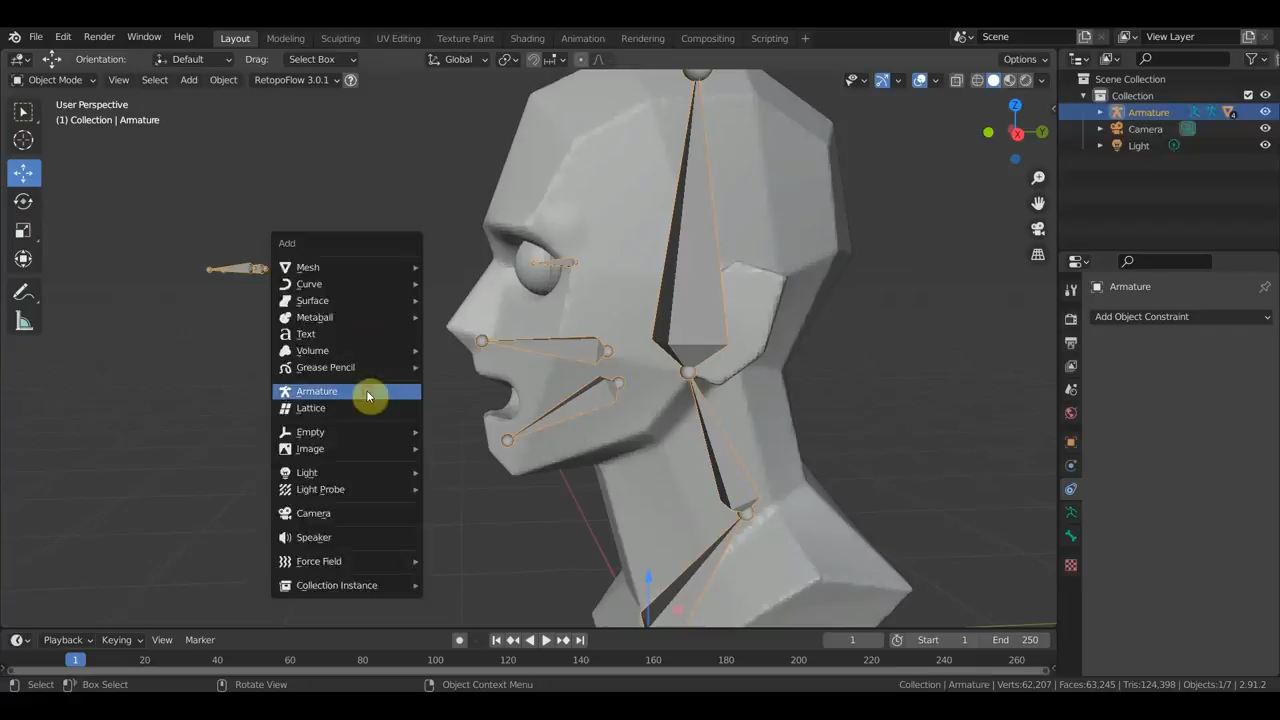 File Edit Render Window Help Layout Modeling Sculpting UV Editing Texture Paint Shading Animation Rendering Compositing Scripting + Scene View Layer
Orientation: Default Drag: Select Box Global Options
Object Mode View Select Add Object RetopoFlow 3.0.1 ?
User Perspective
(1) Collection | Armature
Scene Collection
Collection
Armature 4
Camera
Light
Z
Y
X
Add
Mesh
Curve
Surface
Metaball
Text
Volume
Grease Pencil
Armature
Lattice
Empty
Image
Light
Light Probe
Camera
Speaker
Force Field
Collection Instance
Armature
Add Object Constraint
Playback Keying View Marker 1 Start 1 End 250
1 20 40 60 80 100 120 140 160 180 200 220 240 260
Select Box Select Rotate View Object Context Menu Collection | Armature | Verts:62,207 | Faces:63,245 | Tris:124,398 | Objects:1/7 | 2.91.2